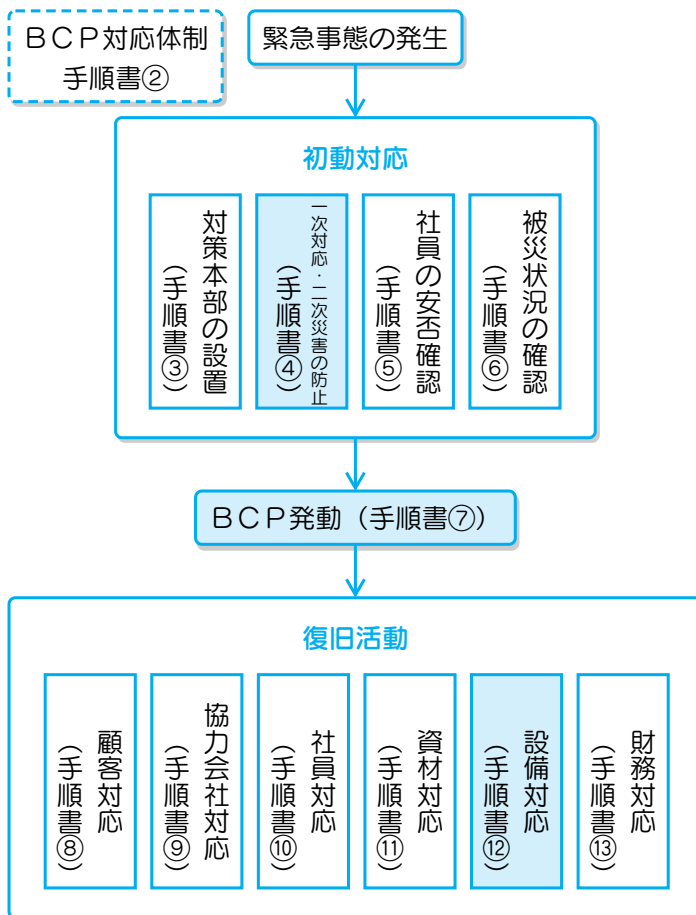 BCP対応体制
手順書②
緊急事態の発生
初動対応
対策本部の設置
(手順書③)
一次対応・二次災害の防止
(手順書④)
社員の安否確認
(手順書⑤)
被災状況の確認
(手順書⑥)
BCP発動(手順書⑦)
復旧活動
顧客対応
(手順書⑧)
協力会社対応
(手順書⑨)
社員対応
(手順書⑩)
資材対応
(手順書⑪)
設備対応
(手順書⑫)
財務対応
(手順書⑬)